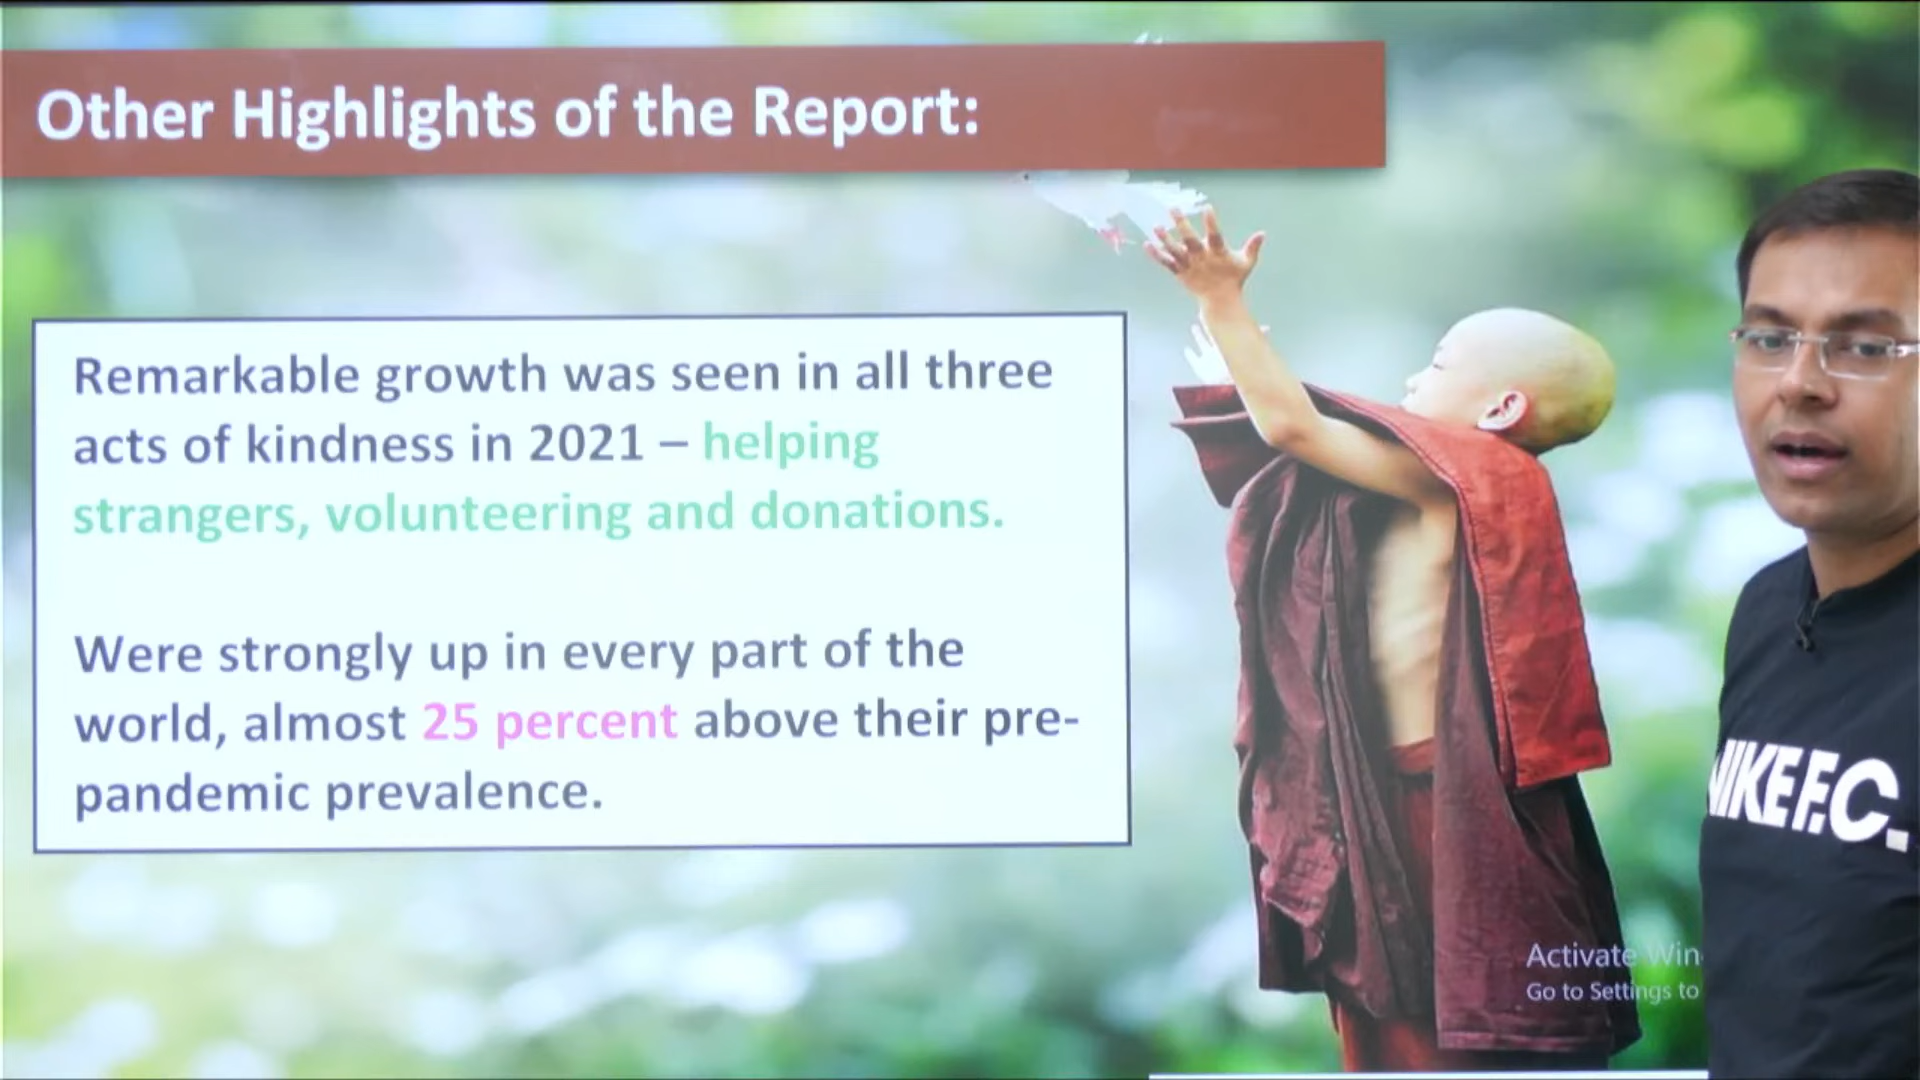 Other Highlights of the Report:
Remarkable growth was seen in all three
acts of kindness in 2021 – helping
strangers, volunteering and donations.
Were strongly up in every part of the
world, almost 25 percent above their pre-
pandemic prevalence.
NIKE F.C.
Activate Win
Go to Settings to